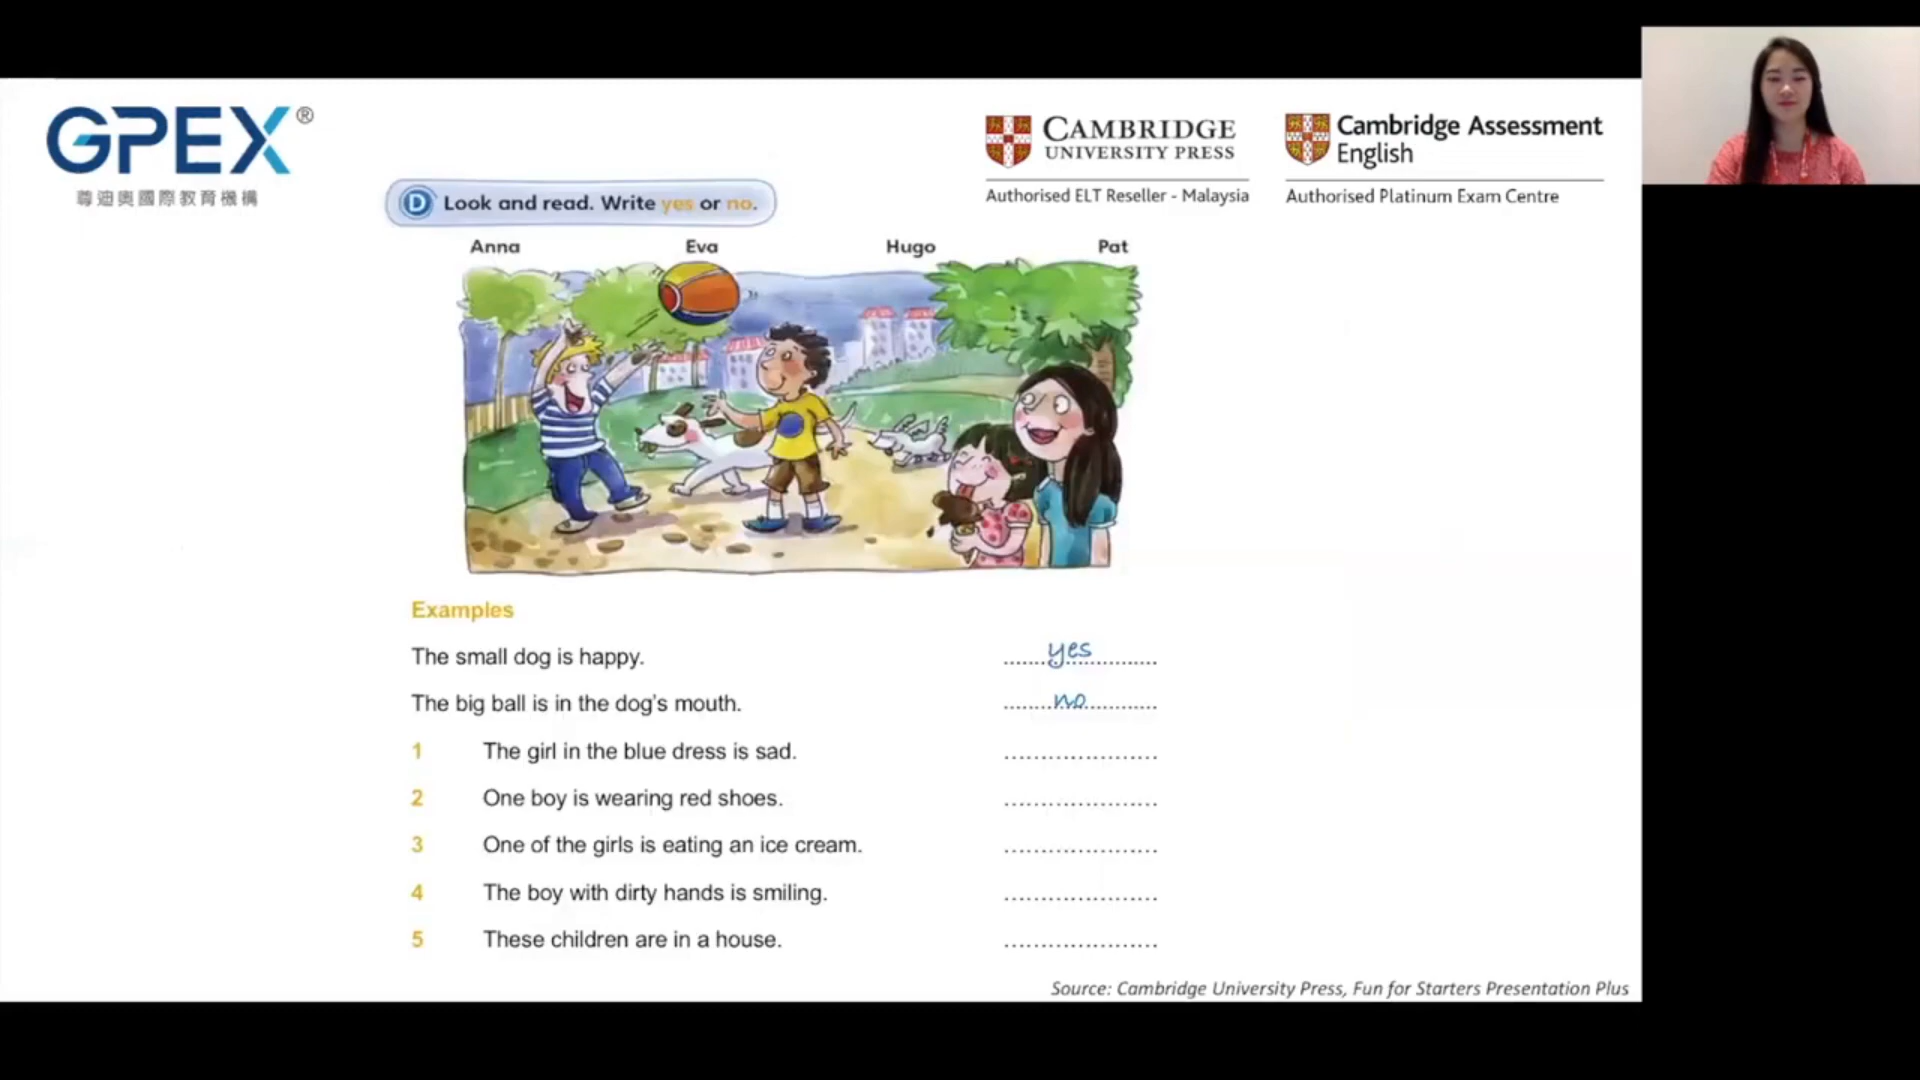 GPEX®
尊迪奧國際教育機構
CAMBRIDGE
UNIVERSITY PRESS
Authorised ELT Reseller - Malaysia
Cambridge Assessment
English
Authorised Platinum Exam Centre
D Look and read. Write yes or no.
Anna Eva Hugo Pat
Examples
The small dog is happy. yes
The big ball is in the dog's mouth. no
1 The girl in the blue dress is sad.
2 One boy is wearing red shoes.
3 One of the girls is eating an ice cream.
4 The boy with dirty hands is smiling.
5 These children are in a house.
Source: Cambridge University Press, Fun for Starters Presentation Plus